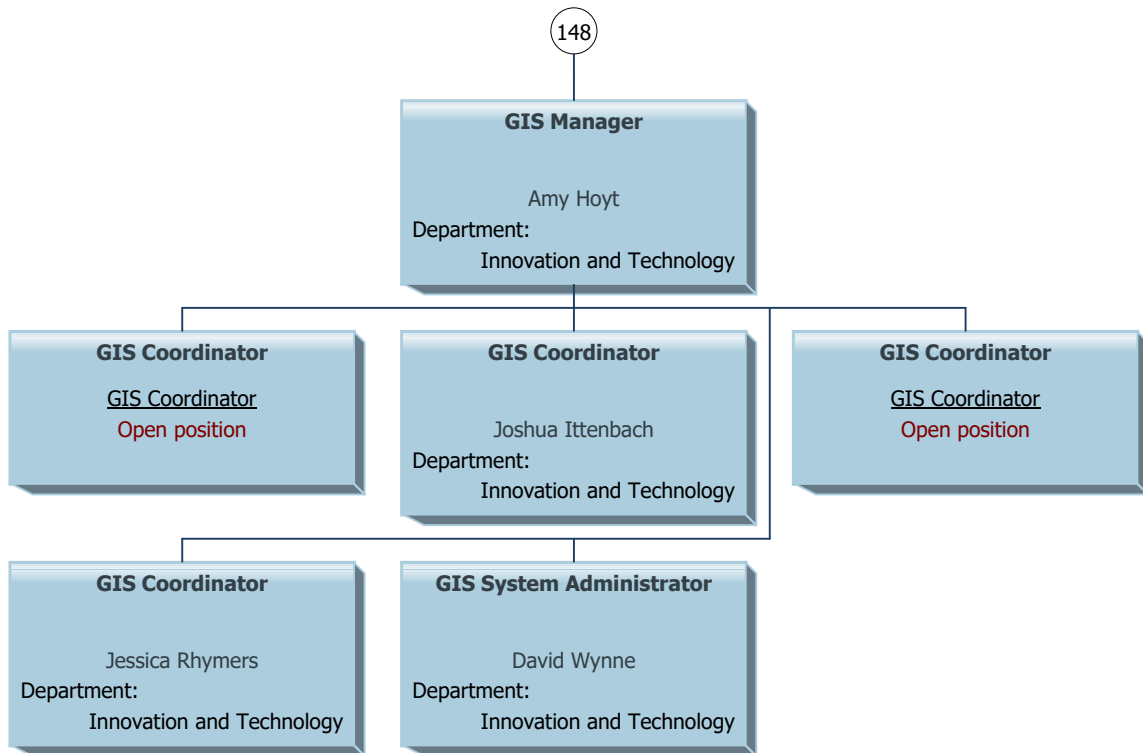 148
GIS Manager
Amy Hoyt
Department:
Innovation and Technology
GIS Coordinator
GIS Coordinator
Open position
GIS Coordinator
Joshua Ittenbach
Department:
Innovation and Technology
GIS Coordinator
GIS Coordinator
Open position
GIS Coordinator
Jessica Rhymers
Department:
Innovation and Technology
GIS System Administrator
David Wynne
Department:
Innovation and Technology